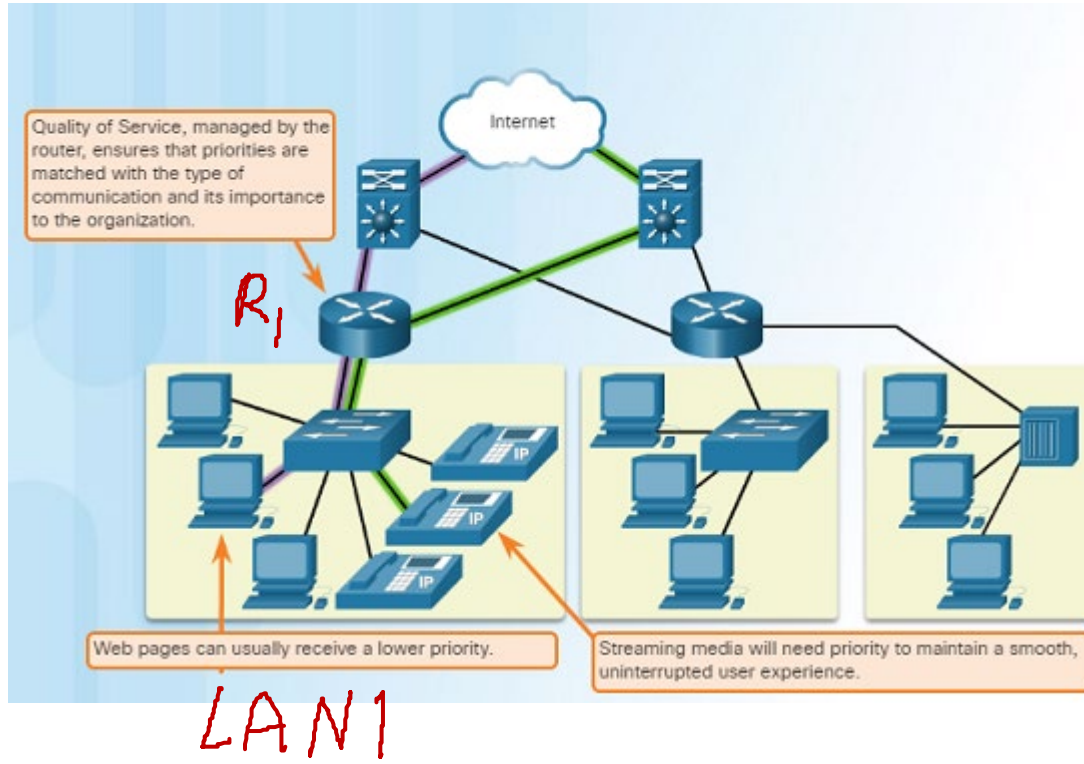 Internet
Quality of Service, managed by the
router, ensures that priorities are
matched with the type of
communication and its importance
to the organization.
R1
IP
IP
IP
Web pages can usually receive a lower priority.
Streaming media will need priority to maintain a smooth,
uninterrupted user experience.
LAN1